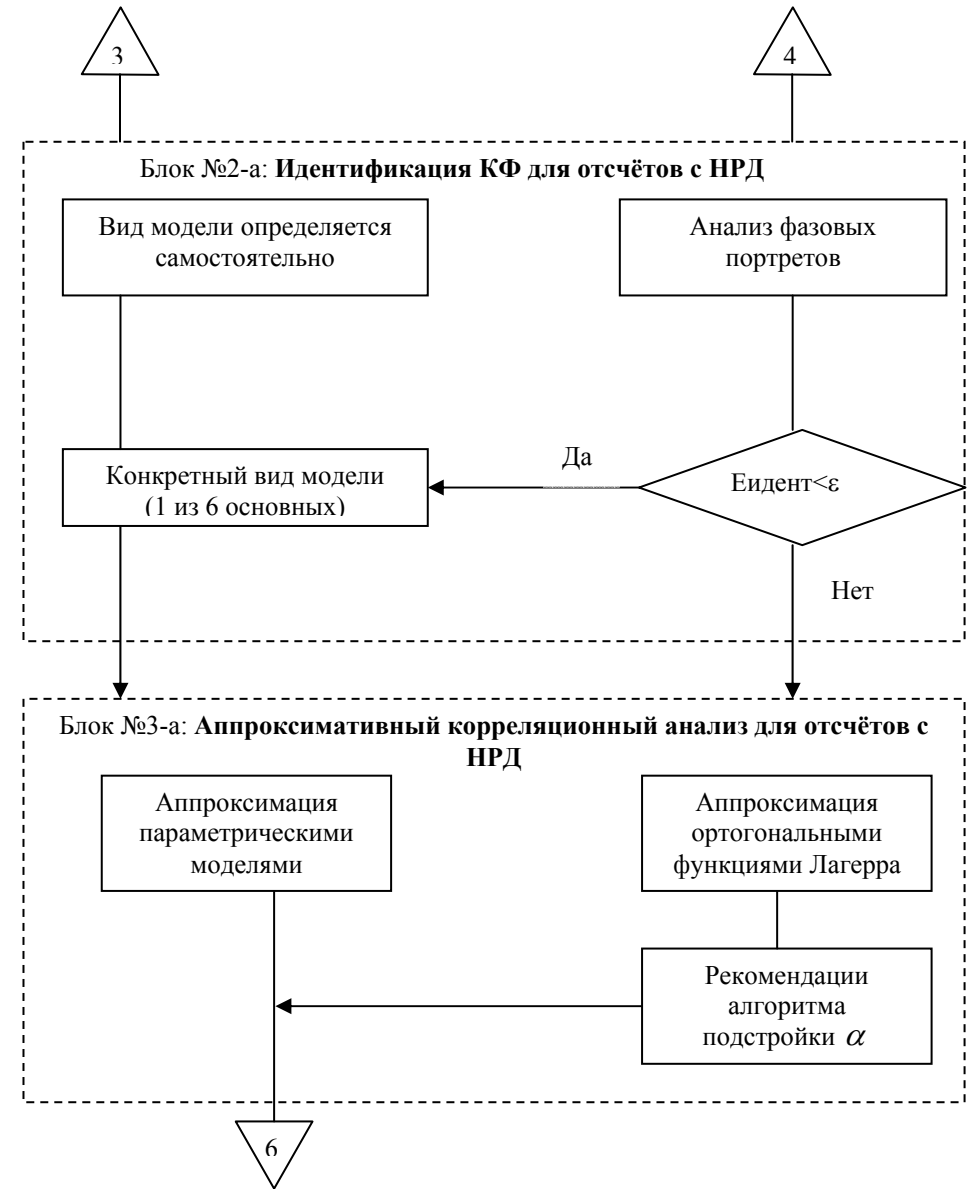 3
4
Блок №2-а: Идентификация КФ для отсчётов с НРД
Вид модели определяется
самостоятельно
Анализ фазовых
портретов
Да
Конкретный вид модели
(1 из 6 основных)
Еидент<ε
Нет
Блок №3-а: Аппроксимативный корреляционный анализ для отсчётов с
НРД
Аппроксимация
параметрическими
моделями
Аппроксимация
ортогональными
функциями Лагерра
Рекомендации
алгоритма
подстройки α
6